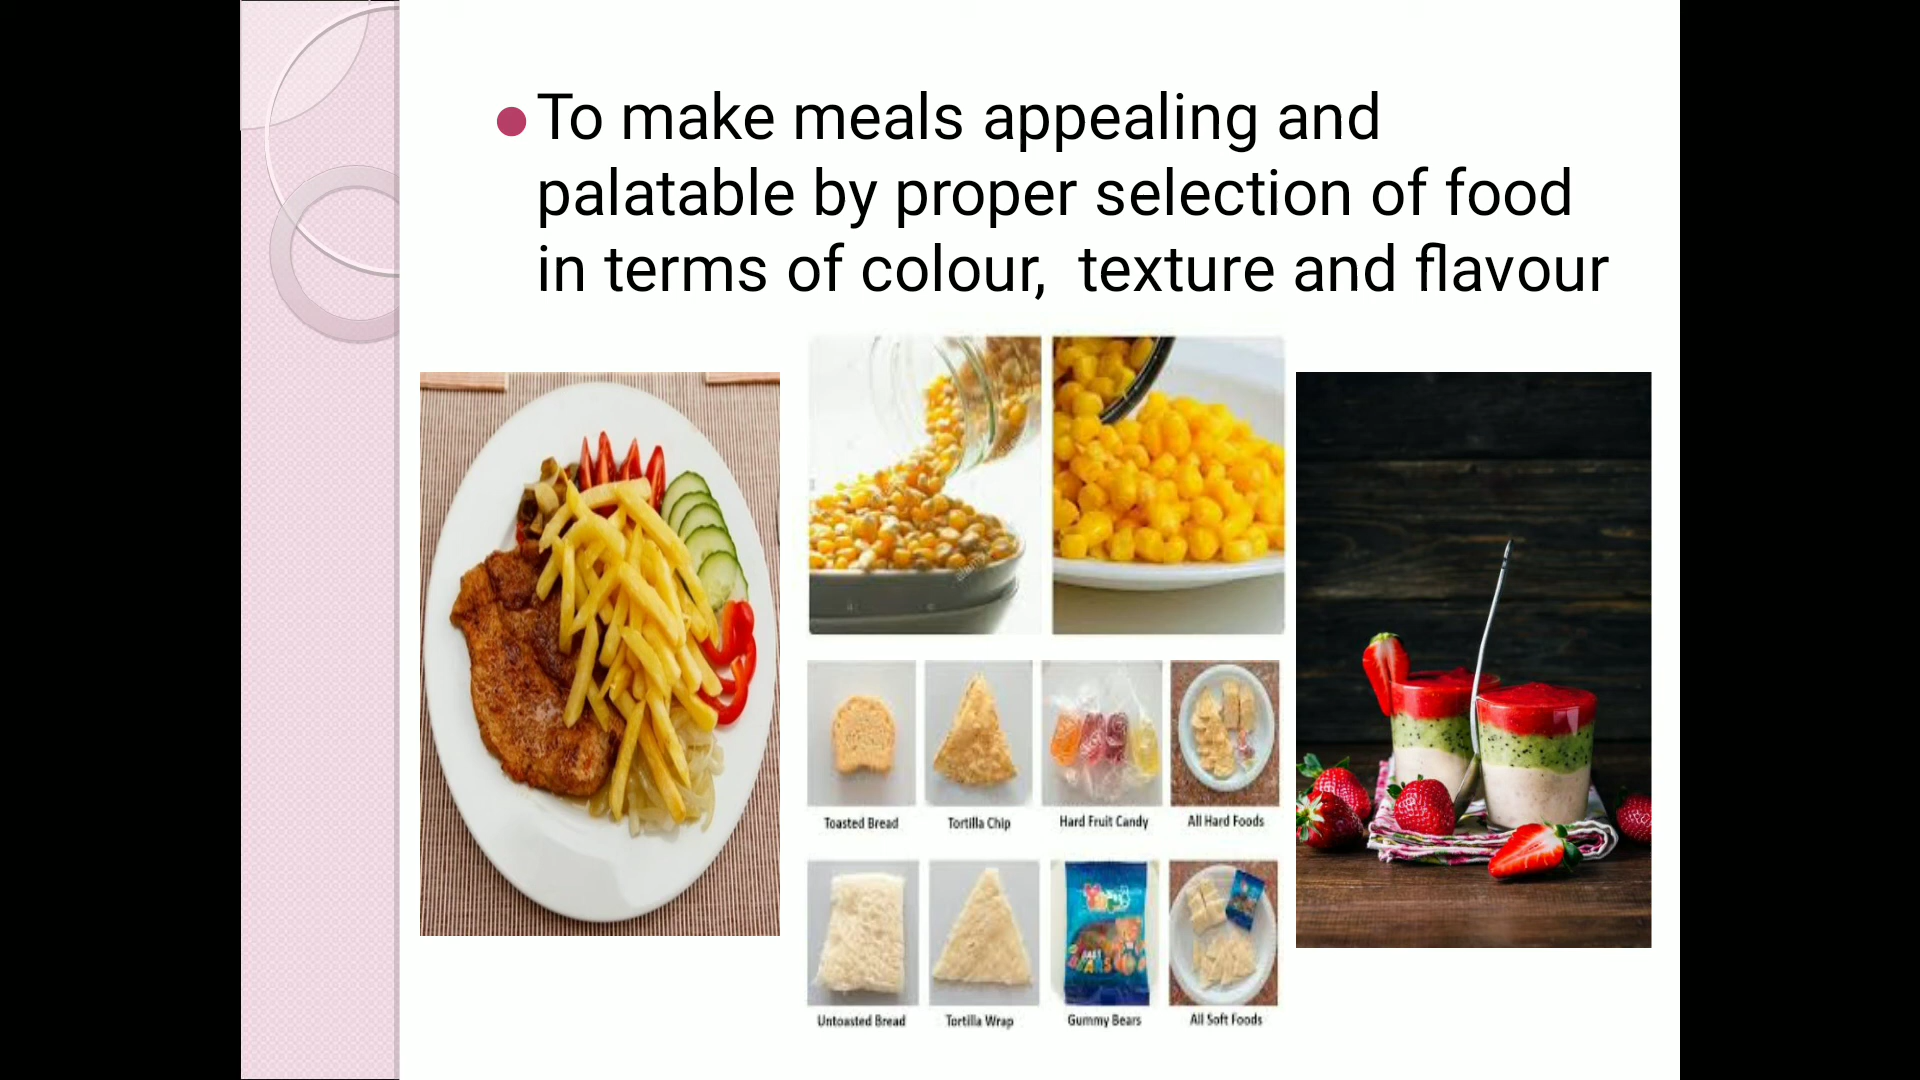 To make meals appealing and
palatable by proper selection of food
in terms of colour, texture and flavour
Toasted Bread
Tortilla Chip
Hard Fruit Candy
All Hard Foods
Untoasted Bread
Tortilla Wrap
Gummy Bears
All Soft Foods